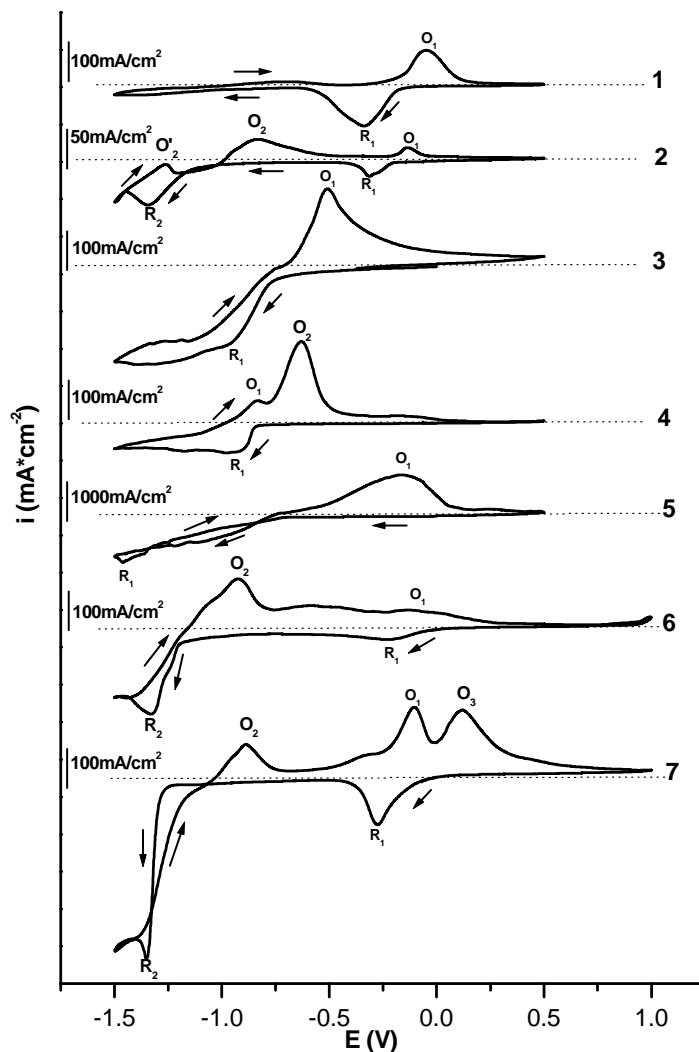 O₁
100mA/cm²
1
R₁
50mA/cm²
O'₂
O₂
O₁
2
R₂
R₁
O₁
100mA/cm²
3
R₁
O₂
100mA/cm²
O₁
4
R₁
O₁
1000mA/cm²
5
R₁
O₂
O₁
100mA/cm²
6
R₁
R₂
O₁
O₃
O₂
100mA/cm²
7
R₁
R₂
i (mA*cm⁻²)
-1.5 -1.0 -0.5 0.0 0.5 1.0
E (V)